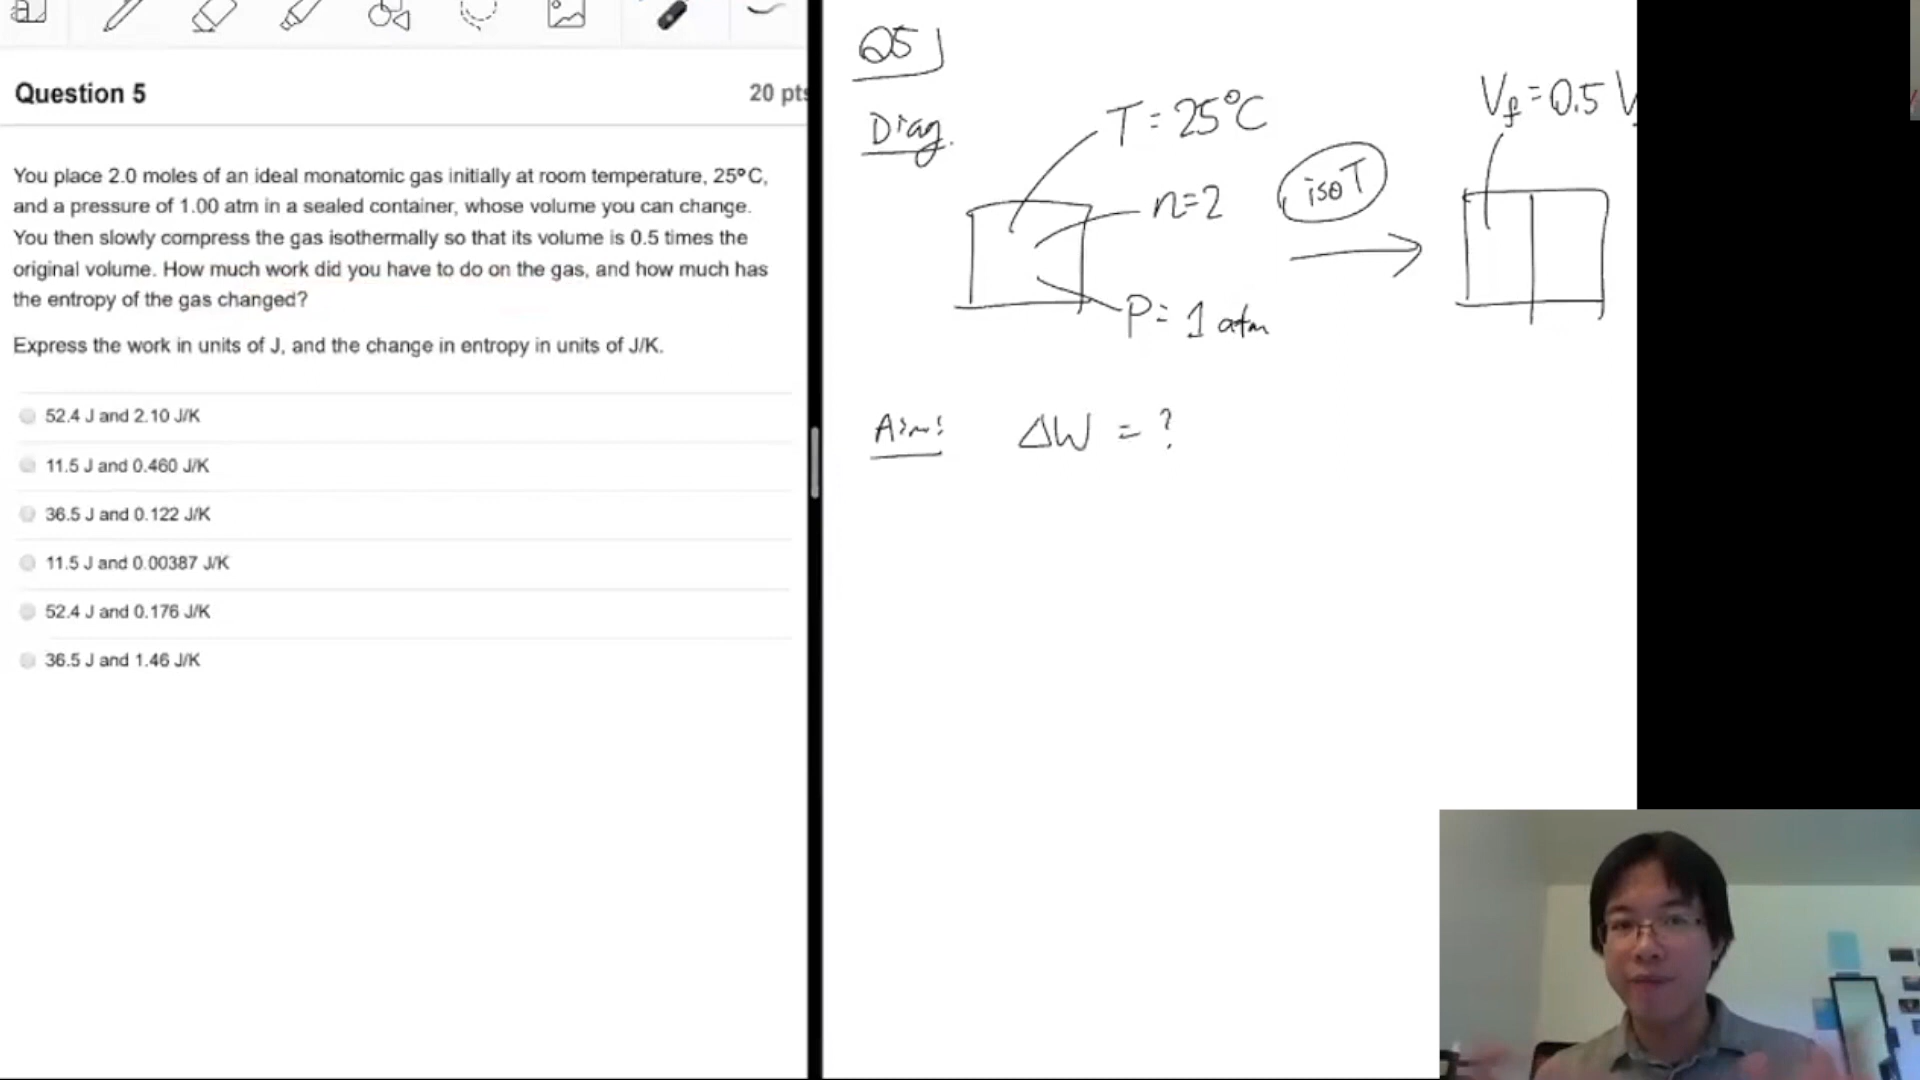 Question 5
20 pts
You place 2.0 moles of an ideal monatomic gas initially at room temperature, 25°C,
and a pressure of 1.00 atm in a sealed container, whose volume you can change.
You then slowly compress the gas isothermally so that its volume is 0.5 times the
original volume. How much work did you have to do on the gas, and how much has
the entropy of the gas changed?
Express the work in units of J, and the change in entropy in units of J/K.
52.4 J and 2.10 J/K
11.5 J and 0.460 J/K
36.5 J and 0.122 J/K
11.5 J and 0.00387 J/K
52.4 J and 0.176 J/K
36.5 J and 1.46 J/K
Q5
Diag.
T = 25°C
n=2
P = 1 atm
isoT
Vf = 0.5 V
Aim:
ΔW = ?